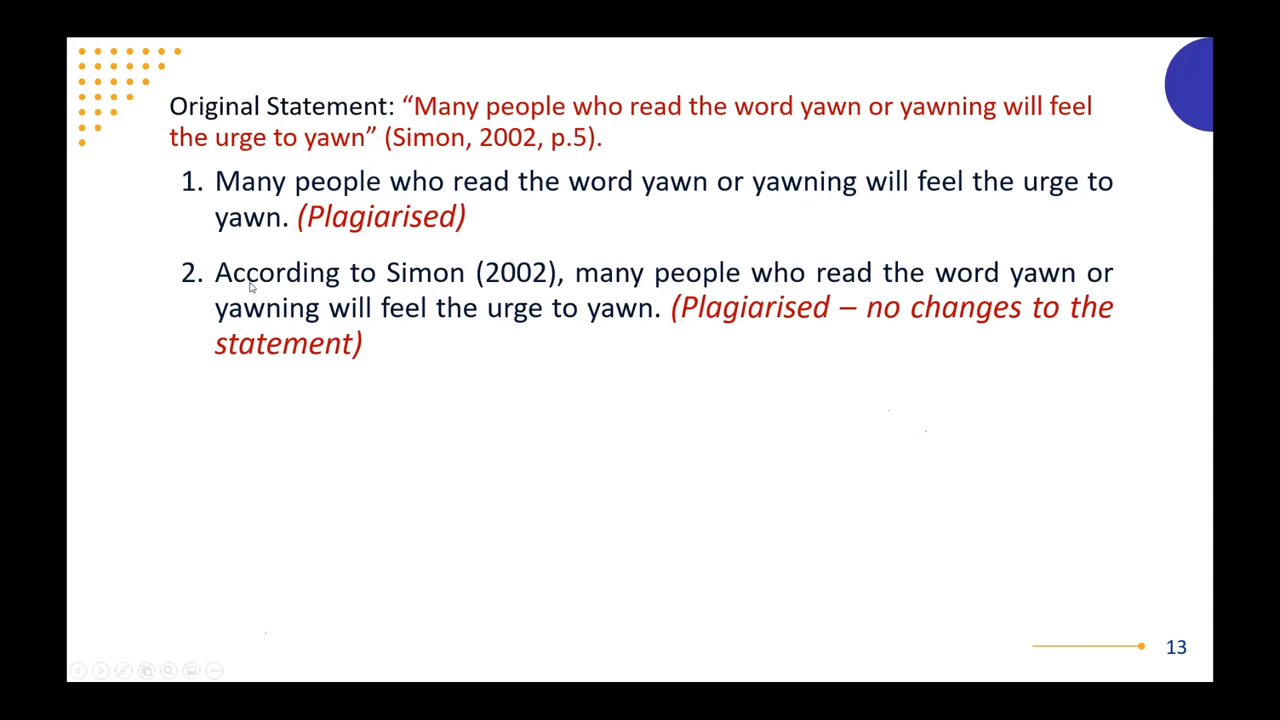 Original Statement: “Many people who read the word yawn or yawning will feel
the urge to yawn” (Simon, 2002, p.5).
1. Many people who read the word yawn or yawning will feel the urge to
yawn. (Plagiarised)
2. According to Simon (2002), many people who read the word yawn or
yawning will feel the urge to yawn. (Plagiarised – no changes to the
statement)
13